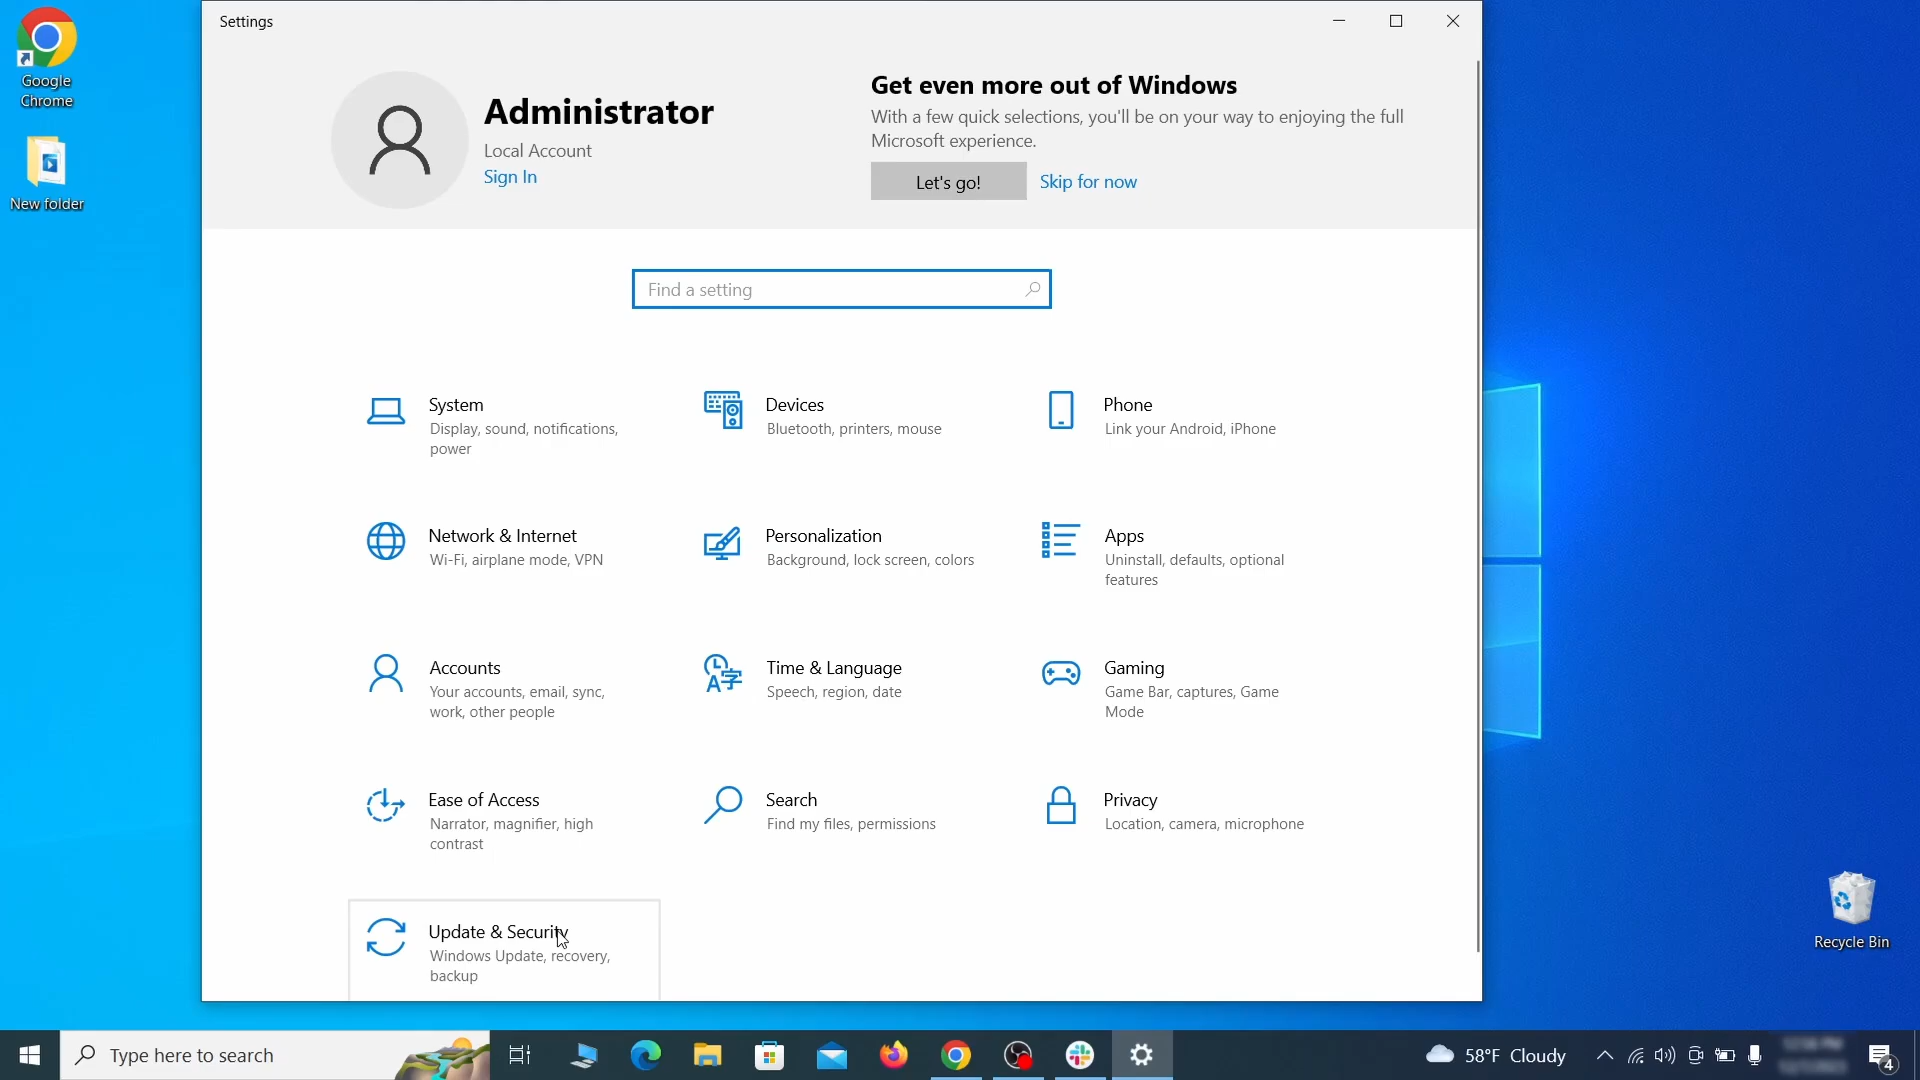 Google
Chrome
New folder
Settings
Administrator
Local Account
Sign In
Get even more out of Windows
With a few quick selections, you'll be on your way to enjoying the full
Microsoft experience.
Let's go!
Skip for now
Find a setting
System
Display, sound, notifications,
power
Devices
Bluetooth, printers, mouse
Phone
Link your Android, iPhone
Network & Internet
Wi-Fi, airplane mode, VPN
Personalization
Background, lock screen, colors
Apps
Uninstall, defaults, optional
features
Accounts
Your accounts, email, sync,
work, other people
Time & Language
Speech, region, date
Gaming
Game Bar, captures, Game
Mode
Ease of Access
Narrator, magnifier, high
contrast
Search
Find my files, permissions
Privacy
Location, camera, microphone
Update & Security
Windows Update, recovery,
backup
Recycle Bin
Type here to search
58°F Cloudy
4